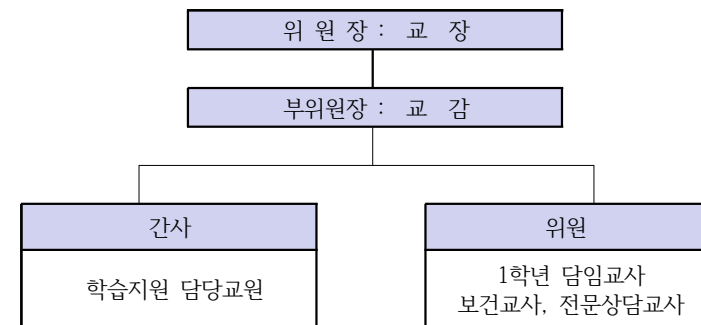 위 원 장 : 교 장
부위원장 : 교 감
간사
학습지원 담당교원
위원
1학년 담임교사
보건교사, 전문상담교사